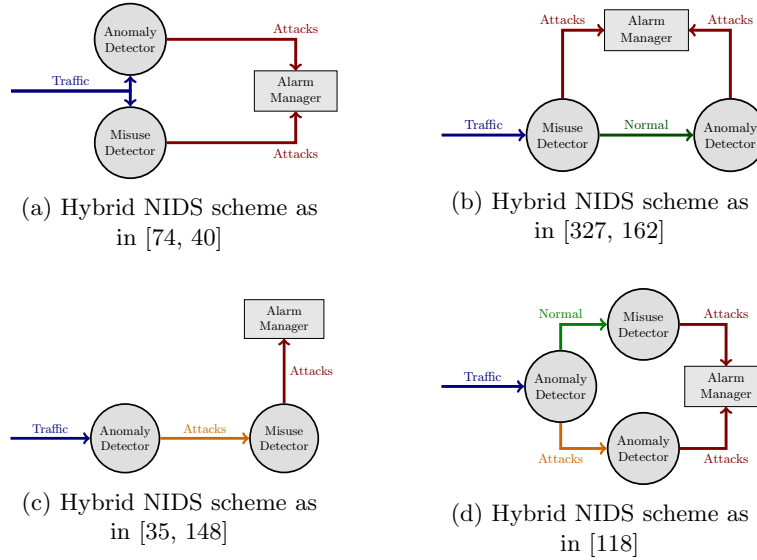 Anomaly
Detector
Attacks
Traffic
Alarm
Manager
Misuse
Detector
Attacks
(a) Hybrid NIDS scheme as
in [74, 40]
Attacks
Alarm
Manager
Attacks
Traffic
Misuse
Detector
Normal
Anomaly
Detector
(b) Hybrid NIDS scheme as
in [327, 162]
Alarm
Manager
Attacks
Traffic
Anomaly
Detector
Attacks
Misuse
Detector
(c) Hybrid NIDS scheme as
in [35, 148]
Normal
Misuse
Detector
Attacks
Traffic
Anomaly
Detector
Alarm
Manager
Attacks
Anomaly
Detector
Attacks
(d) Hybrid NIDS scheme as
in [118]